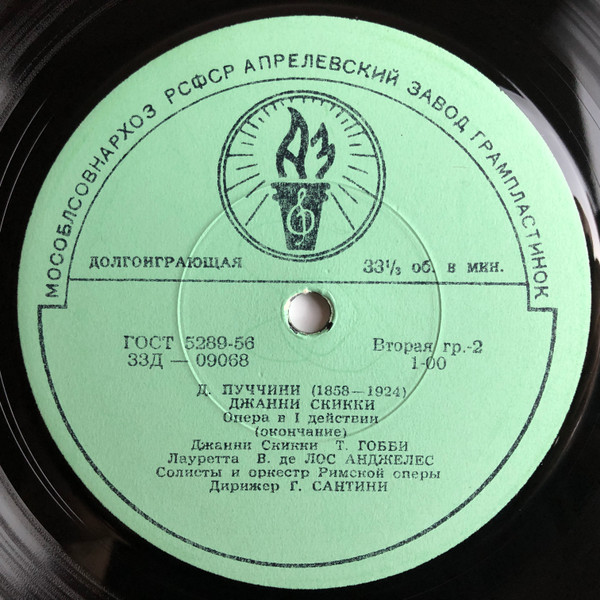 МОСОБЛСОВНАРХОЗ РСФСР АПРЕЛЕВСКИЙ ЗАВОД ГРАМПЛАСТИНОК
АЗ
ДОЛГОИГРАЮЩАЯ 33⅓ об. в мин.
ГОСТ 5289-56 Вторая гр.-2
33Д — 09068 1-00
Д. ПУЧЧИНИ (1858—1924)
ДЖАННИ СКИККИ
Опера в I действии
(окончание)
Джанни Скикки Т. ГОББИ
Лауретта В. де ЛОС АНДЖЕЛЕС
Солисты и оркестр Римской оперы
Дирижер Г. САНТИНИ